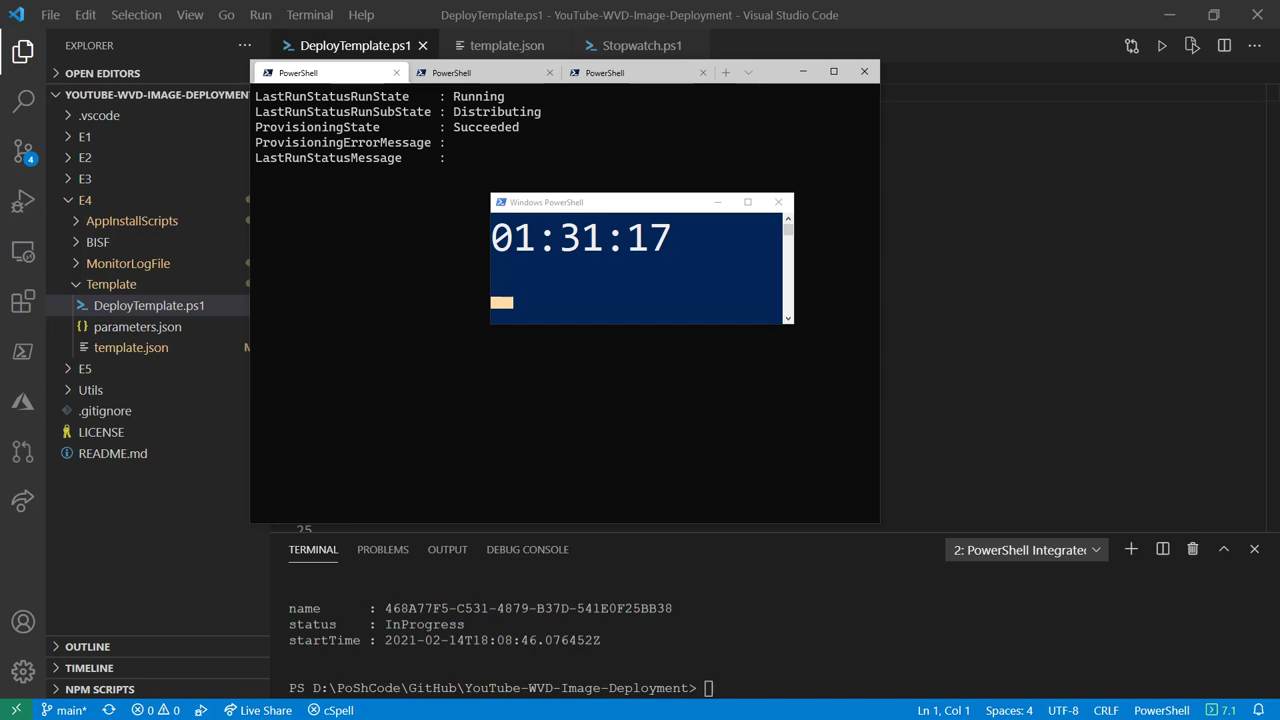 File Edit Selection View Go Run Terminal Help
DeployTemplate.ps1 - YouTube-WVD-Image-Deployment - Visual Studio Code
EXPLORER
DeployTemplate.ps1
template.json
Stopwatch.ps1
OPEN EDITORS
YOUTUBE-WVD-IMAGE-DEPLOYMENT
.vscode
E1
E2
E3
E4
AppInstallScripts
BISF
MonitorLogFile
Template
DeployTemplate.ps1
parameters.json
template.json
E5
Utils
.gitignore
LICENSE
README.md
4
OUTLINE
TIMELINE
NPM SCRIPTS
PowerShell
PowerShell
PowerShell
LastRunStatusRunState : Running
LastRunStatusRunSubState : Distributing
ProvisioningState : Succeeded
ProvisioningErrorMessage :
LastRunStatusMessage :
Windows PowerShell
01:31:17
25
TERMINAL PROBLEMS OUTPUT DEBUG CONSOLE
2: PowerShell Integrate
name : 468A77F5-C531-4879-B37D-541E0F25BB38
status : InProgress
startTime : 2021-02-14T18:08:46.076452Z
PS D:\PoShCode\GitHub\YouTube-WVD-Image-Deployment>
main* 0 0 Live Share cSpell
Ln 1, Col 1 Spaces: 4 UTF-8 CRLF PowerShell 7.1